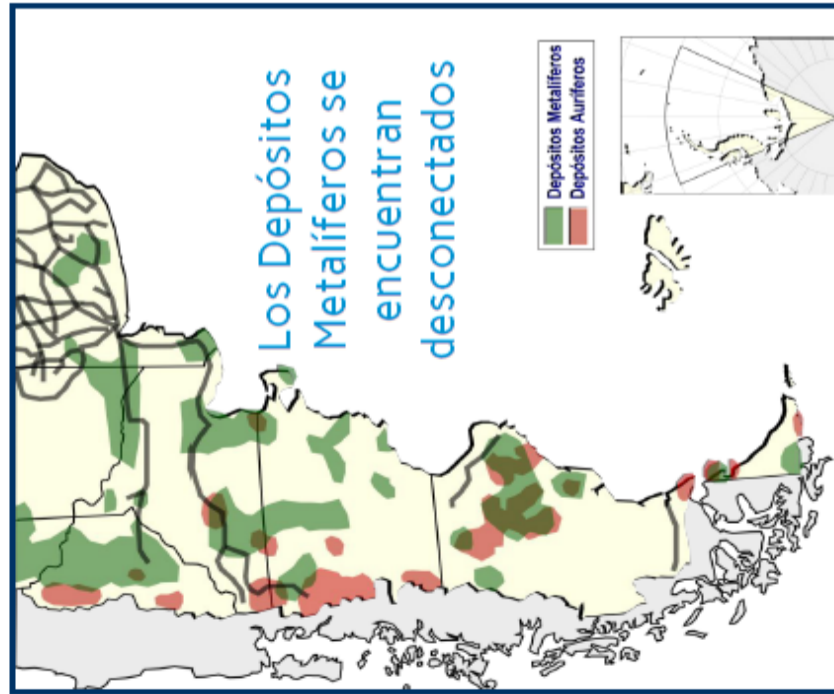 Los Depósitos
Metalíferos se
encuentran
desconectados
Depósitos Metalíferos
Depósitos Auríferos